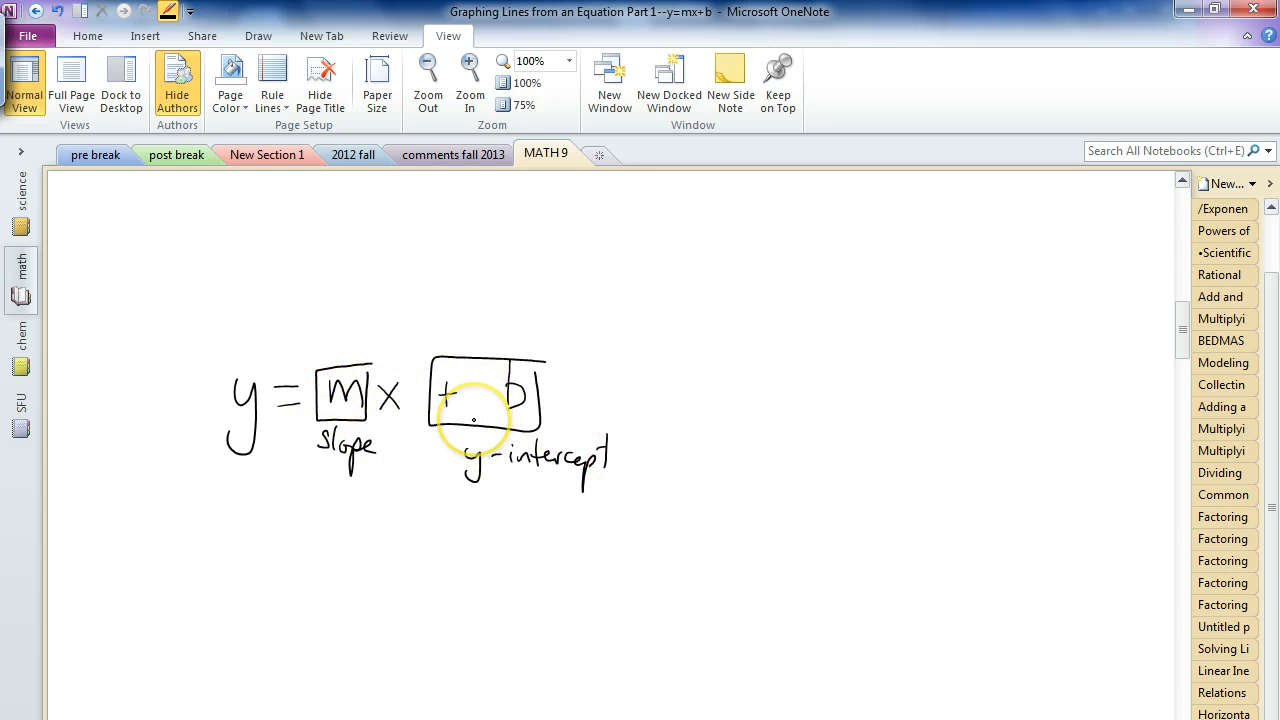 Graphing Lines from an Equation Part 1--y=mx+b - Microsoft OneNote
File Home Insert Share Draw New Tab Review View
Normal View
Full Page View
Dock to Desktop
Views
Hide Authors
Authors
Page Color
Rule Lines
Hide Page Title
Paper Size
Page Setup
Zoom Out
Zoom In
100%
100%
75%
Zoom
New Window
New Docked Window
New Side Note
Keep on Top
Window
pre break post break New Section 1 2012 fall comments fall 2013 MATH 9
Search All Notebooks (Ctrl+E)
science
math
chem
SFU
y = mx + b
slope
y-intercept
New...
/Exponen
Powers of
•Scientific
Rational
Add and
Multiplyi
BEDMAS
Modeling
Collectin
Adding a
Multiplyi
Multiplyi
Dividing
Common
Factoring
Factoring
Factoring
Factoring
Factoring
Untitled p
Solving Li
Linear Ine
Relations
Horizonta